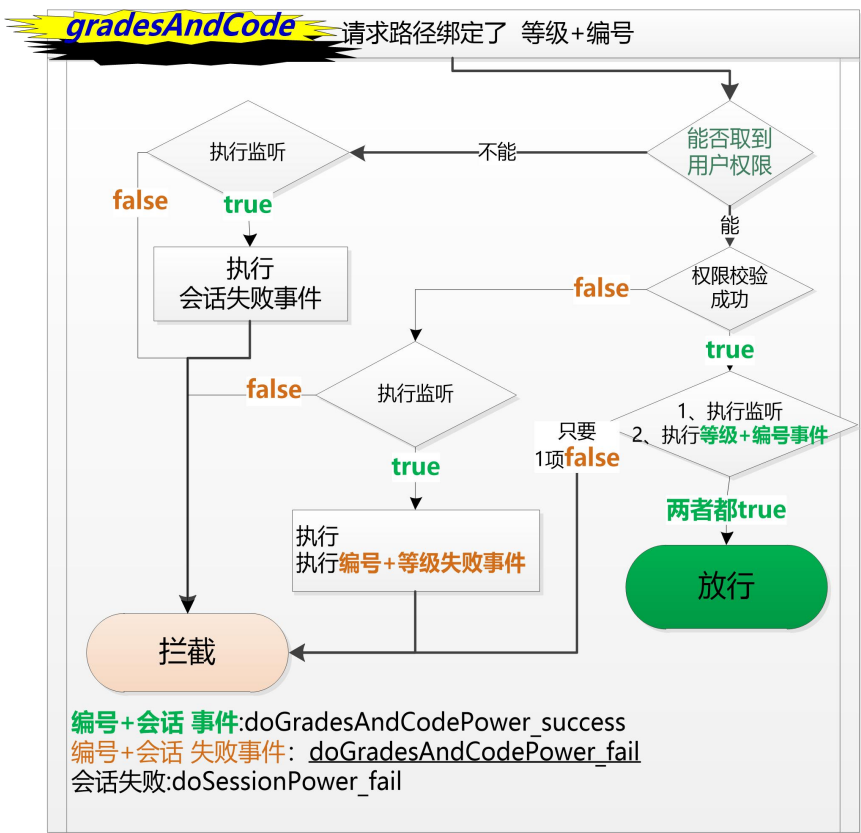 gradesAndCode
请求路径绑定了 等级+编号
能否取到
用户权限
不能
执行监听
false
true
能
执行
会话失败事件
权限校验
成功
false
true
执行监听
false
true
1、执行监听
2、执行等级+编号事件
只要
1项false
两者都true
执行
执行编号+等级失败事件
放行
拦截
编号+会话 事件:doGradesAndCodePower_success
编号+会话 失败事件：doGradesAndCodePower_fail
会话失败:doSessionPower_fail